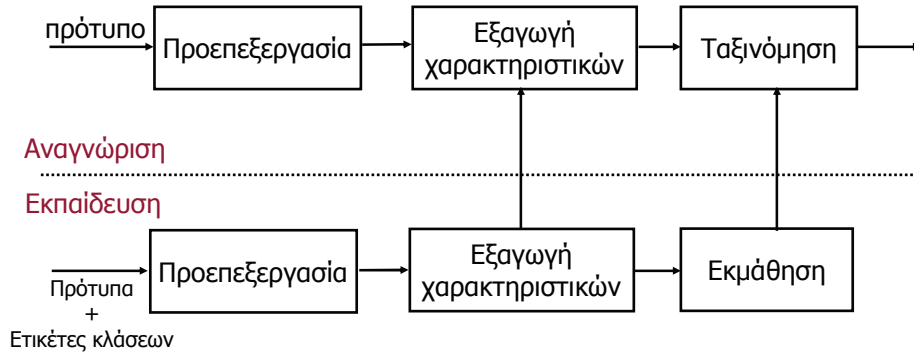 πρότυπο
Προεπεξεργασία
Εξαγωγή
χαρακτηριστικών
Ταξινόμηση
Αναγνώριση
Εκπαίδευση
Προεπεξεργασία
Εξαγωγή
χαρακτηριστικών
Εκμάθηση
Πρότυπα
+
Ετικέτες κλάσεων